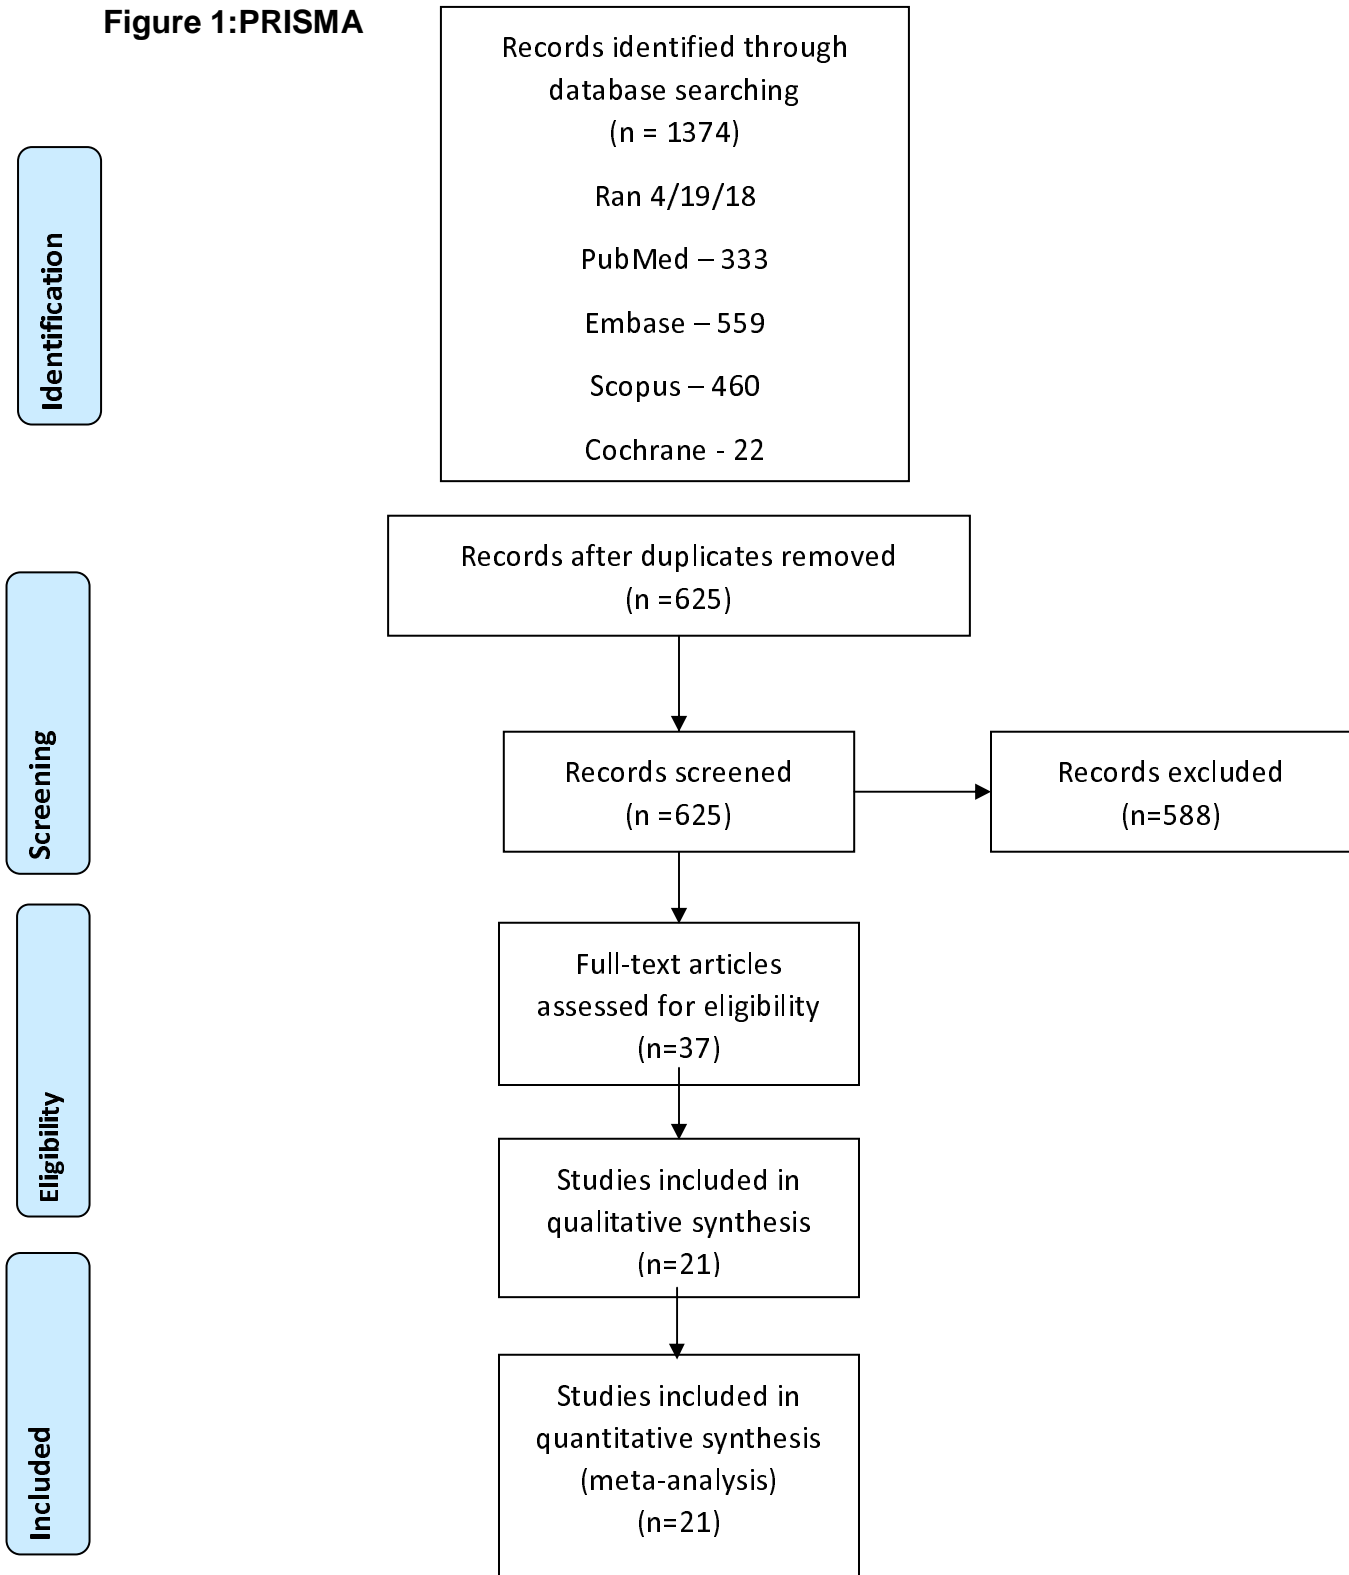 Figure 1:PRISMA
Records identified through
database searching
(n = 1374)
Ran 4/19/18
PubMed – 333
Embase – 559
Scopus – 460
Cochrane - 22
Identification
Records after duplicates removed
(n =625)
Screening
Records screened
(n =625)
Records excluded
(n=588)
Full-text articles
assessed for eligibility
(n=37)
Eligibility
Studies included in
qualitative synthesis
(n=21)
Included
Studies included in
quantitative synthesis
(meta-analysis)
(n=21)